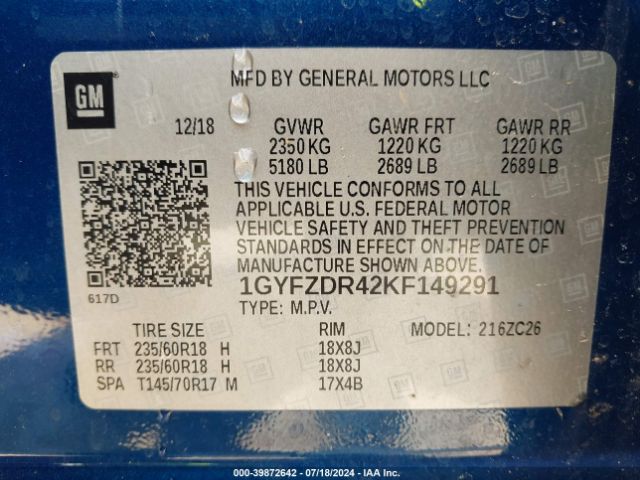 GM
MFD BY GENERAL MOTORS LLC
12/18 GVWR GAWR FRT GAWR RR
2350 KG 1220 KG 1220 KG
5180 LB 2689 LB 2689 LB
THIS VEHICLE CONFORMS TO ALL
APPLICABLE U.S. FEDERAL MOTOR
VEHICLE SAFETY AND THEFT PREVENTION
STANDARDS IN EFFECT ON THE DATE OF
MANUFACTURE SHOWN ABOVE.
1GYFZDR42KF149291
617D
TYPE: M.P.V.
TIRE SIZE RIM MODEL: 216ZC26
FRT 235/60R18 H 18X8J
RR 235/60R18 H 18X8J
SPA T145/70R17 M 17X4B
000-39872642 / 07/18/2024 / IAA Inc.